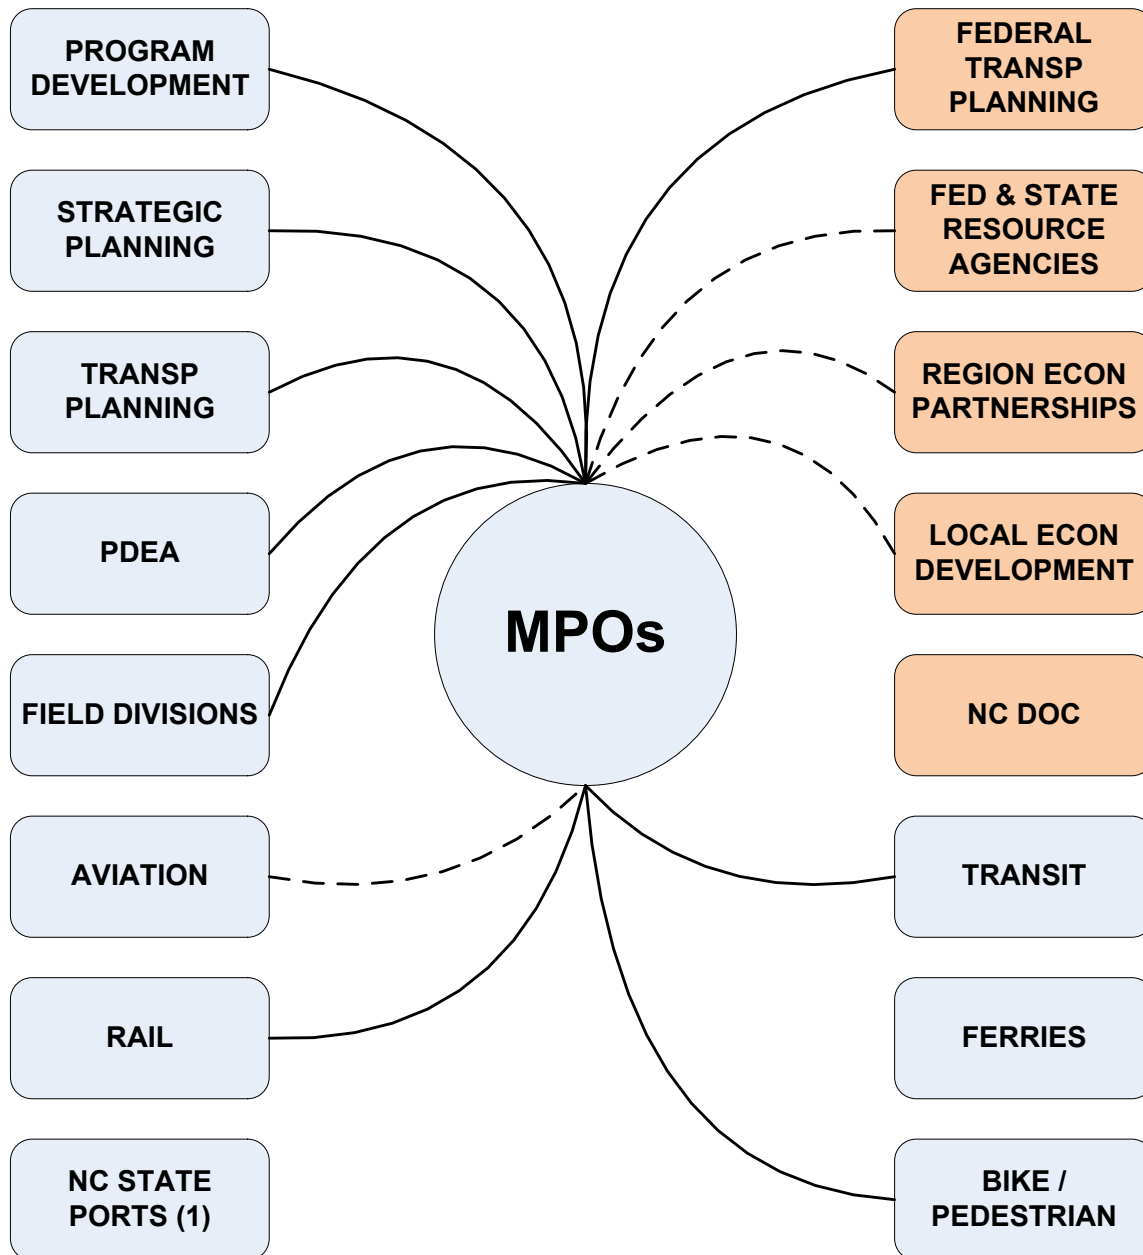 PROGRAM
DEVELOPMENT
STRATEGIC
PLANNING
TRANSP
PLANNING
PDEA
FIELD DIVISIONS
AVIATION
RAIL
NC STATE
PORTS (1)
MPOs
FEDERAL
TRANSP
PLANNING
FED & STATE
RESOURCE
AGENCIES
REGION ECON
PARTNERSHIPS
LOCAL ECON
DEVELOPMENT
NC DOC
TRANSIT
FERRIES
BIKE /
PEDESTRIAN